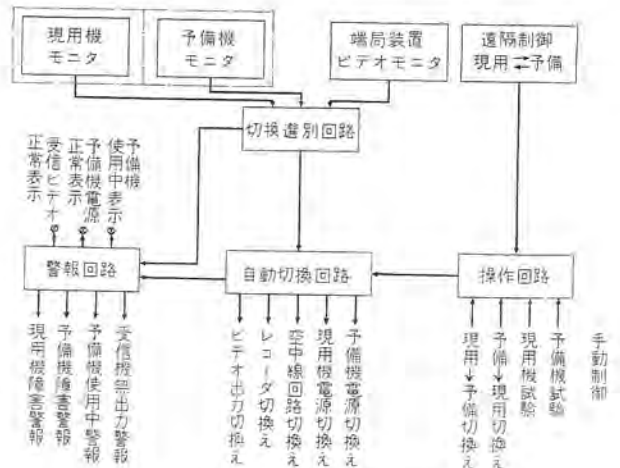 現用機
モニタ
予備機
モニタ
端局装置
ビデオモニタ
遠隔制御
現用⇄予備
切換選別回路
予備機
使用中表示
予備機電源
正常表示
受信ビデオ
正常表示
警報回路
自動切換回路
操作回路
現用機障害警報
予備機障害警報
予備機使用中警報
受信機無出力警報
ビデオ出力切換え
レコーダ切換え
空中線回路切換え
現用機電源切換え
予備機電源切換え
現用→予備切換え
予備→現用切換え
現用機試験
予備機試験
手動制御